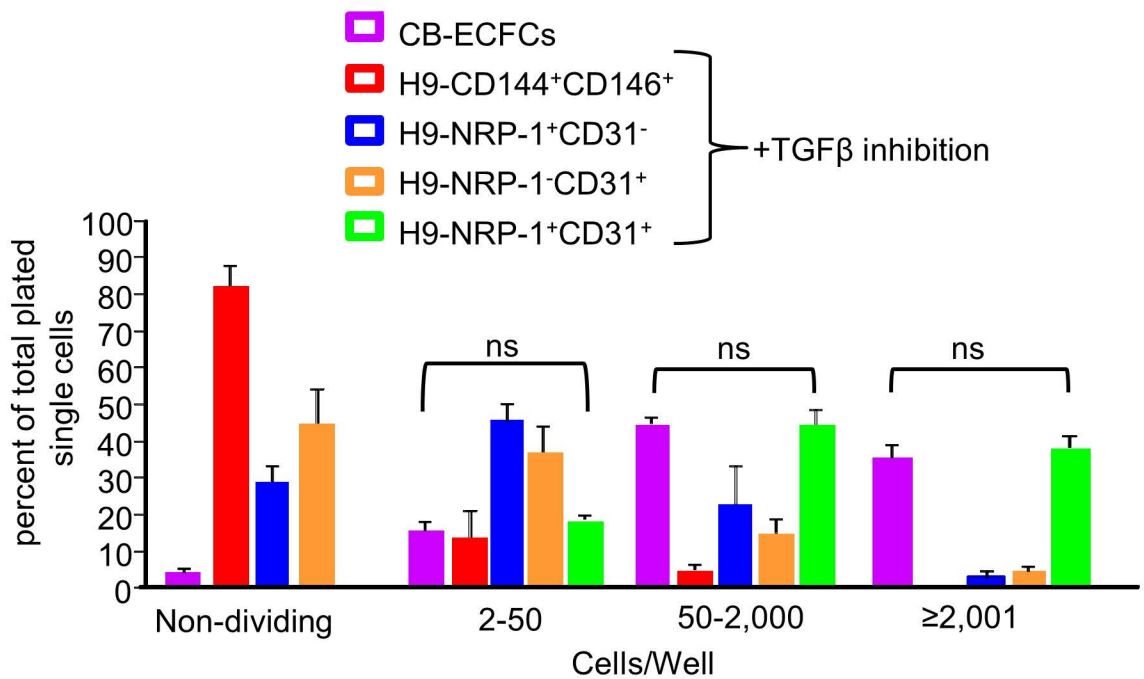 CB-ECFCs
H9-CD144⁺CD146⁺
H9-NRP-1⁺CD31⁻
H9-NRP-1⁻CD31⁺
H9-NRP-1⁺CD31⁺
+TGFβ inhibition
percent of total plated
single cells
100
90
80
70
60
50
40
30
20
10
0
ns
ns
ns
Non-dividing
2-50
50-2,000
≥2,001
Cells/Well